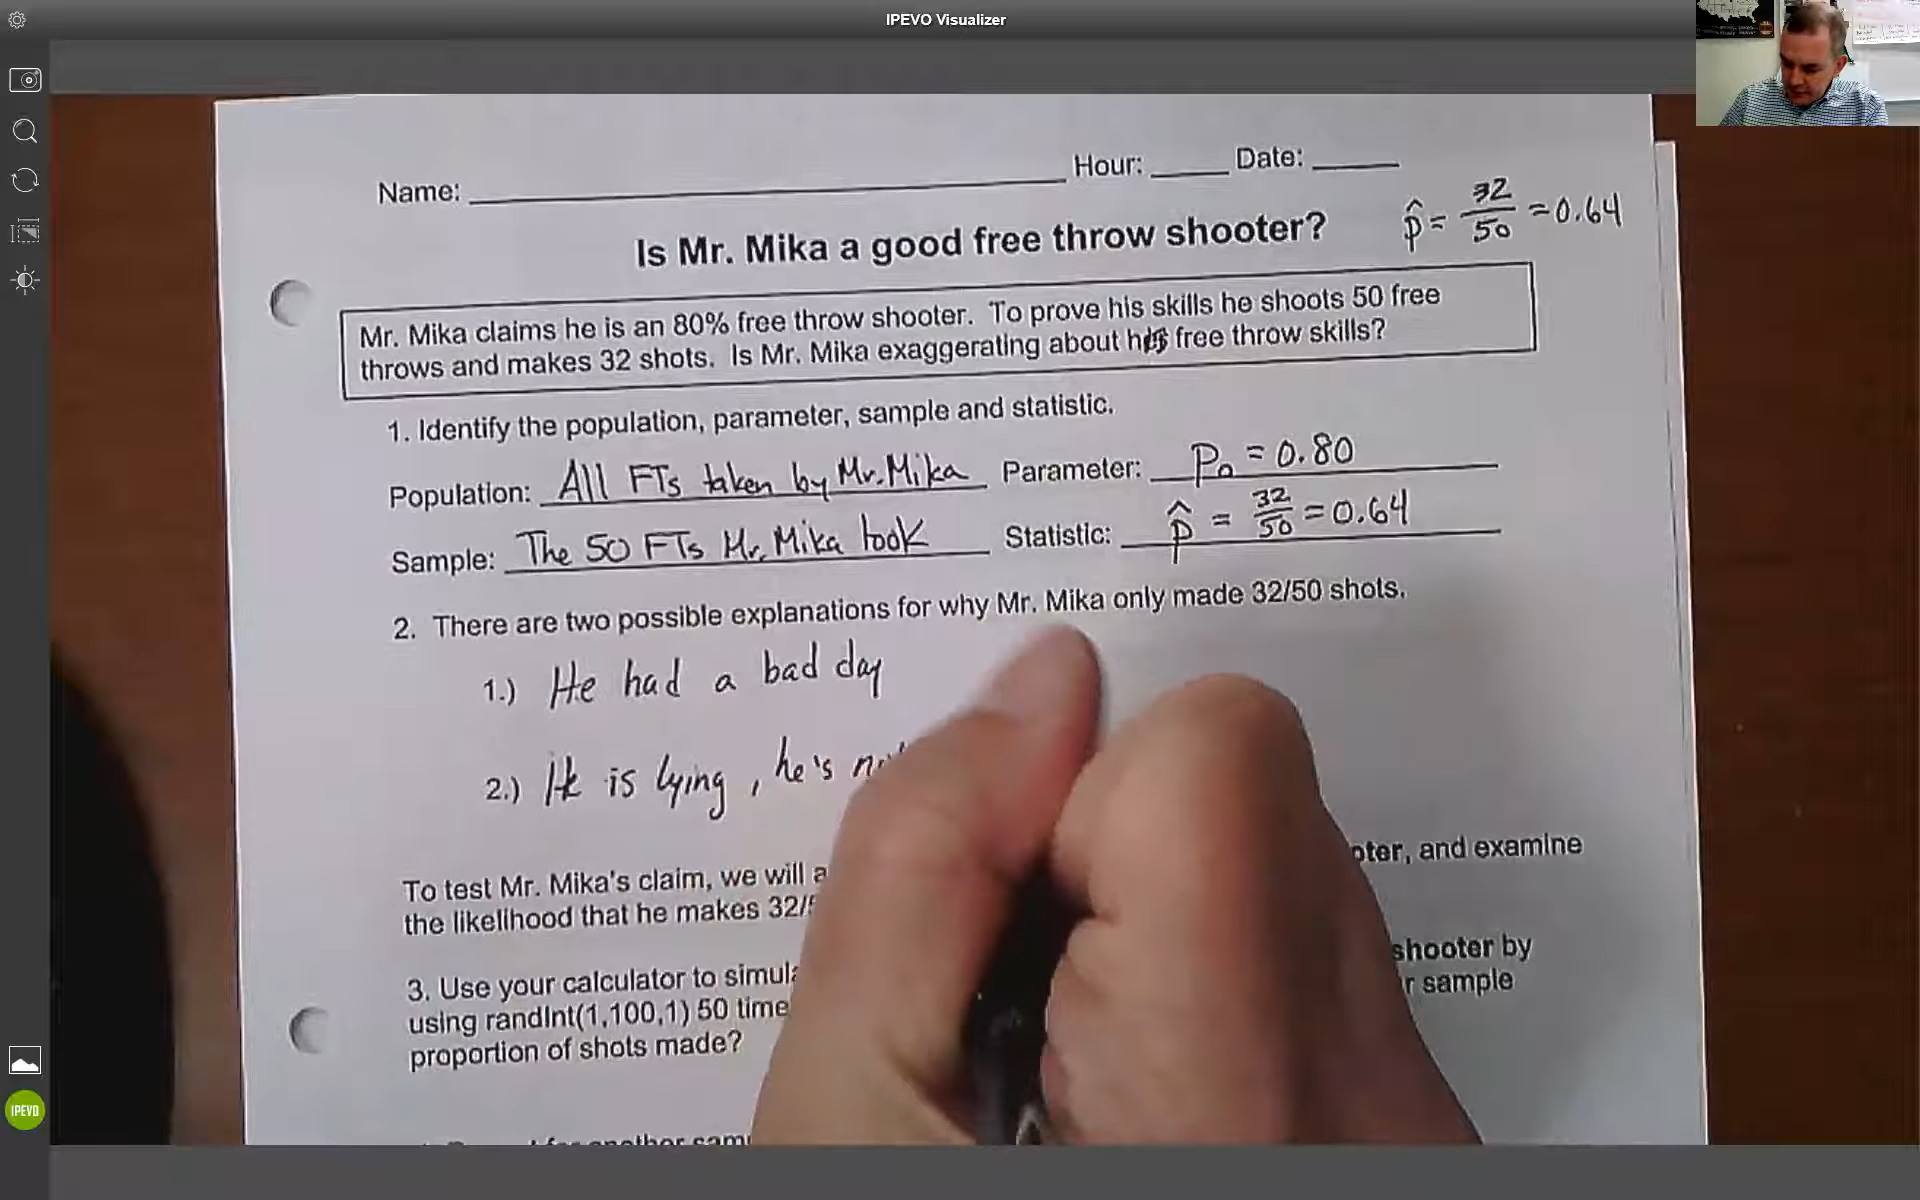 IPEVO Visualizer
Name: Hour: Date:
p̂ = 32/50 = 0.64
Is Mr. Mika a good free throw shooter?
Mr. Mika claims he is an 80% free throw shooter. To prove his skills he shoots 50 free
throws and makes 32 shots. Is Mr. Mika exaggerating about his free throw skills?
1. Identify the population, parameter, sample and statistic.
Population: All FTs taken by Mr. Mika Parameter: P₀ = 0.80
Sample: The 50 FTs Mr. Mika took Statistic: p̂ = 32/50 = 0.64
2. There are two possible explanations for why Mr. Mika only made 32/50 shots.
1.) He had a bad day
2.) He is lying, he's
To test Mr. Mika's claim, we will and examine
the likelihood that he makes
3. Use your calculator to shooter by
using randInt(1,100,1) 50 sample
proportion of shots made?
another
IPEVO